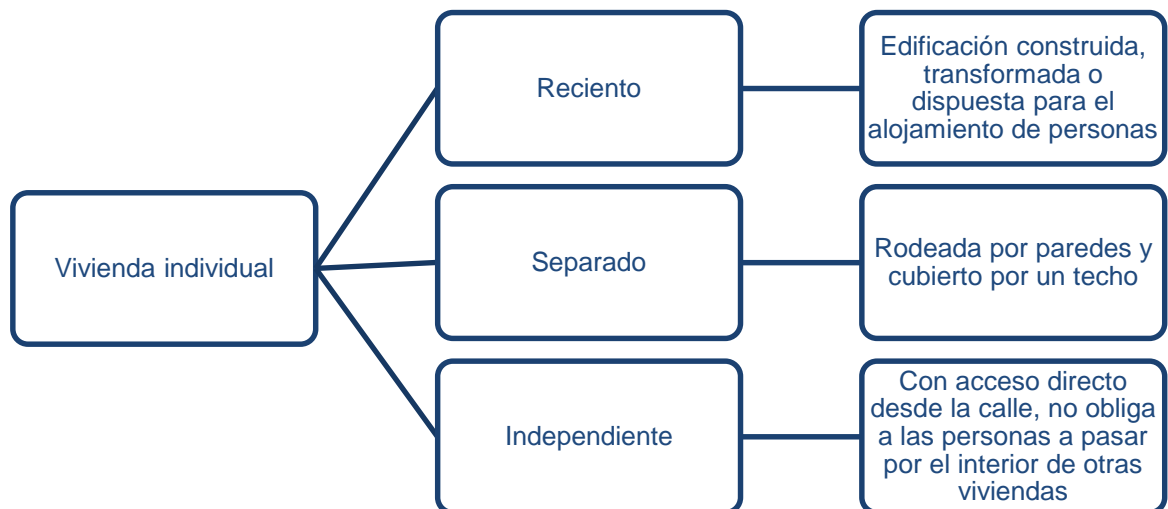 Vivienda individual
Reciento
Edificación construida,
transformada o
dispuesta para el
alojamiento de personas
Separado
Rodeada por paredes y
cubierto por un techo
Independiente
Con acceso directo
desde la calle, no obliga
a las personas a pasar
por el interior de otras
viviendas